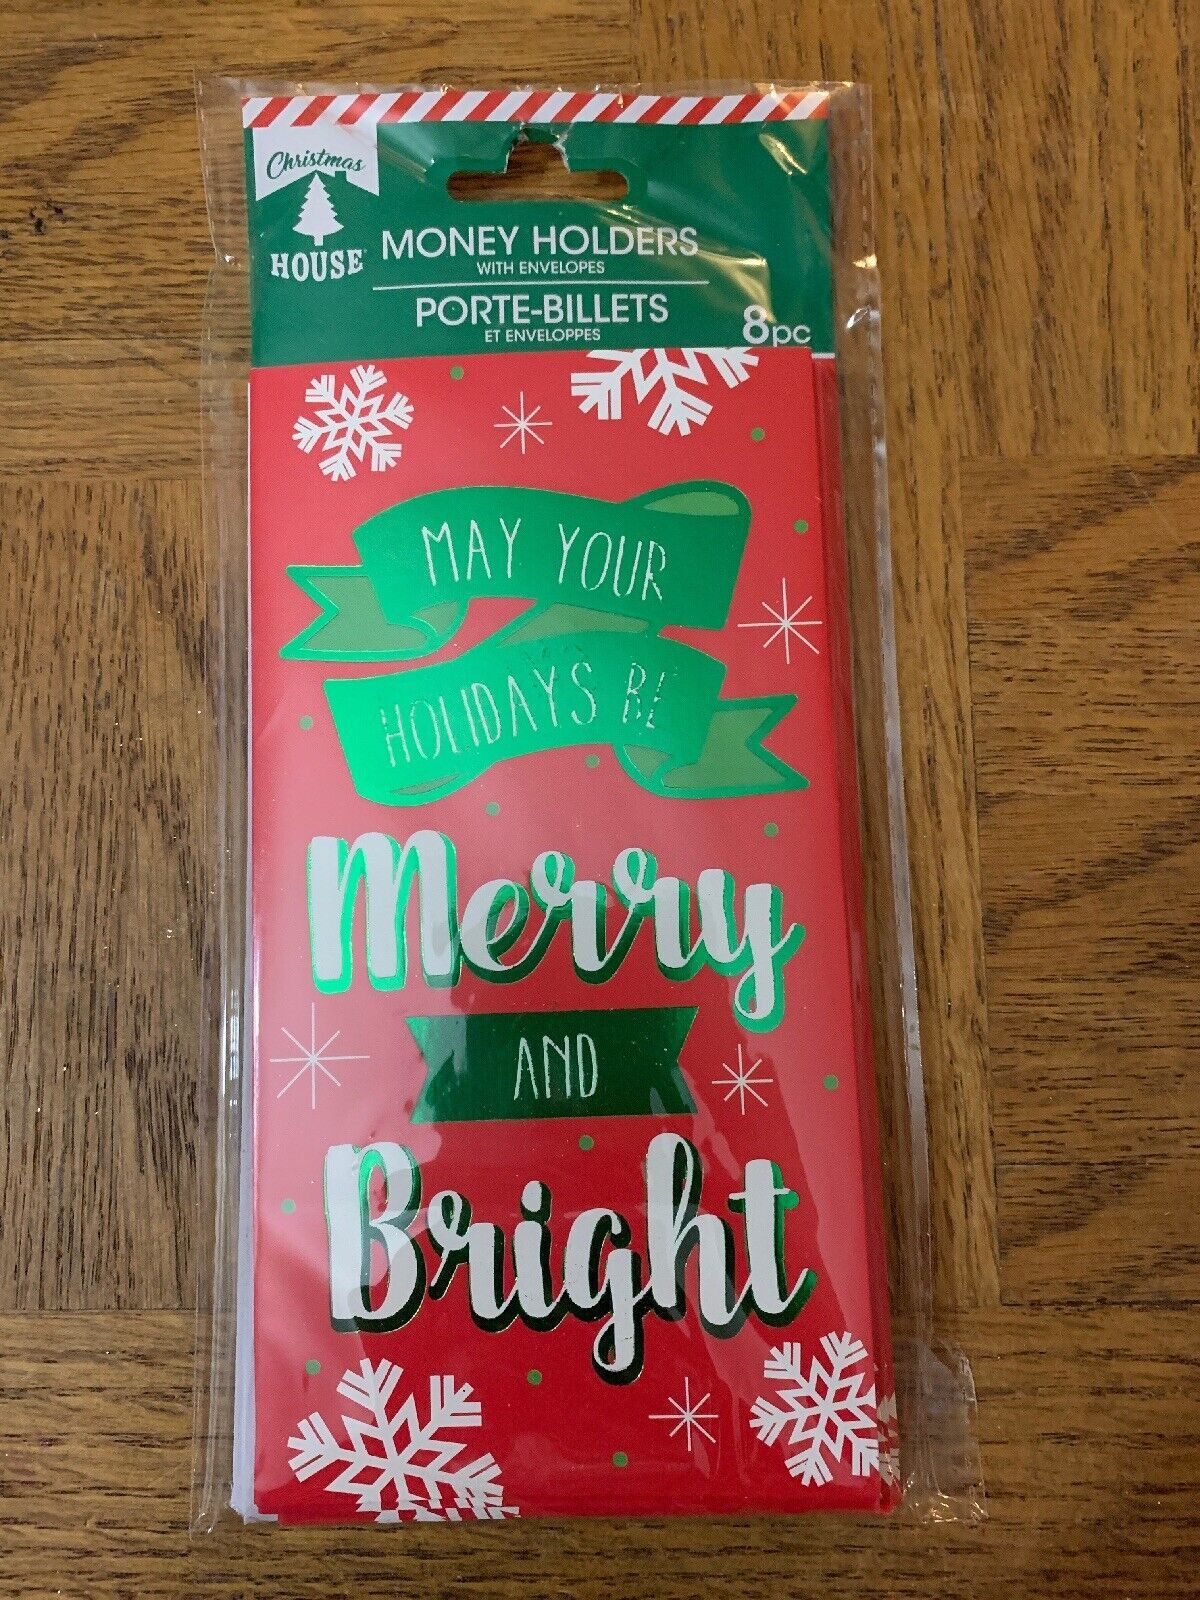 Christmas
HOUSE®
MONEY HOLDERS
WITH ENVELOPES
PORTE-BILLETS
ET ENVELOPPES
8pc
MAY YOUR
HOLIDAYS BE
Merry
AND
Bright